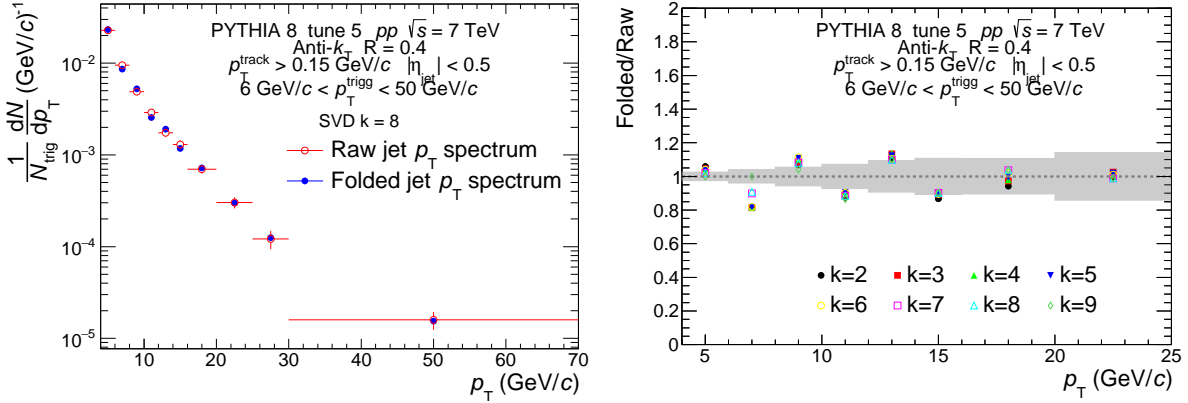 PYTHIA 8 tune 5 pp √s = 7 TeV
Anti-k_T R = 0.4
p_T^track > 0.15 GeV/c |η_jet| < 0.5
6 GeV/c < p_T^trigg < 50 GeV/c
SVD k = 8
Raw jet p_T spectrum
Folded jet p_T spectrum
1/N_trig dN/dp_T (GeV/c)^-1
10^-2
10^-3
10^-4
10^-5
10 20 30 40 50 60 70
p_T (GeV/c)
PYTHIA 8 tune 5 pp √s = 7 TeV
Anti-k_T R = 0.4
p_T^track > 0.15 GeV/c |η_jet| < 0.5
6 GeV/c < p_T^trigg < 50 GeV/c
Folded/Raw
2
1.8
1.6
1.4
1.2
1
0.8
0.6
0.4
0.2
0
k=2 k=3 k=4 k=5
k=6 k=7 k=8 k=9
5 10 15 20 25
p_T (GeV/c)